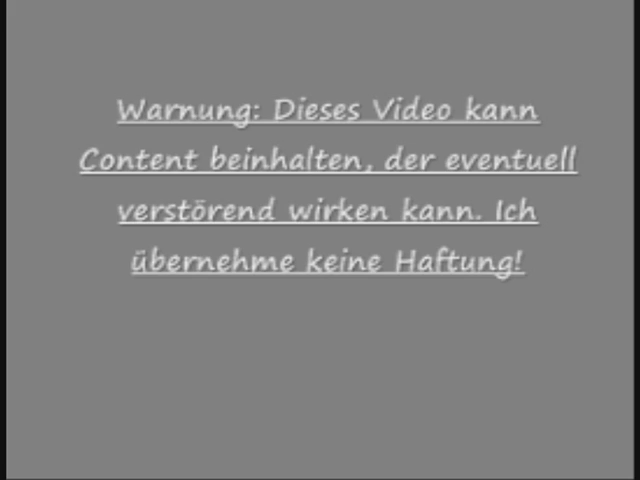 Warnung: Dieses Video kann
Content beinhalten, der eventuell
verstörend wirken kann. Ich
übernehme keine Haftung!